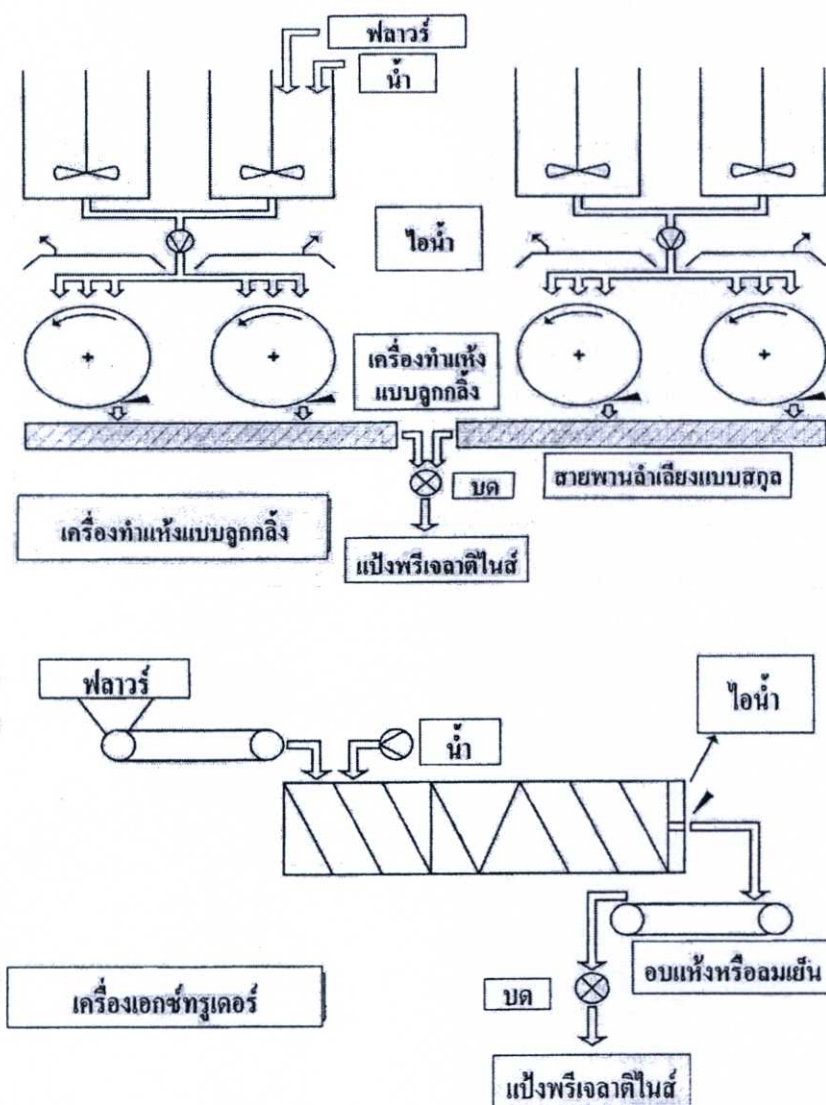 ฟลาวร์
น้ำ
ไอน้ำ
เครื่องทำแห้ง
แบบลูกกลิ้ง
บด
สายพานลำเลียงแบบสกุล
เครื่องทำแห้งแบบลูกกลิ้ง
แป้งพรีเจลาติไนส์
ฟลาวร์
ไอน้ำ
น้ำ
อบแห้งหรือลมเย็น
เครื่องเอกซ์ทรูเดอร์
บด
แป้งพรีเจลาติไนส์